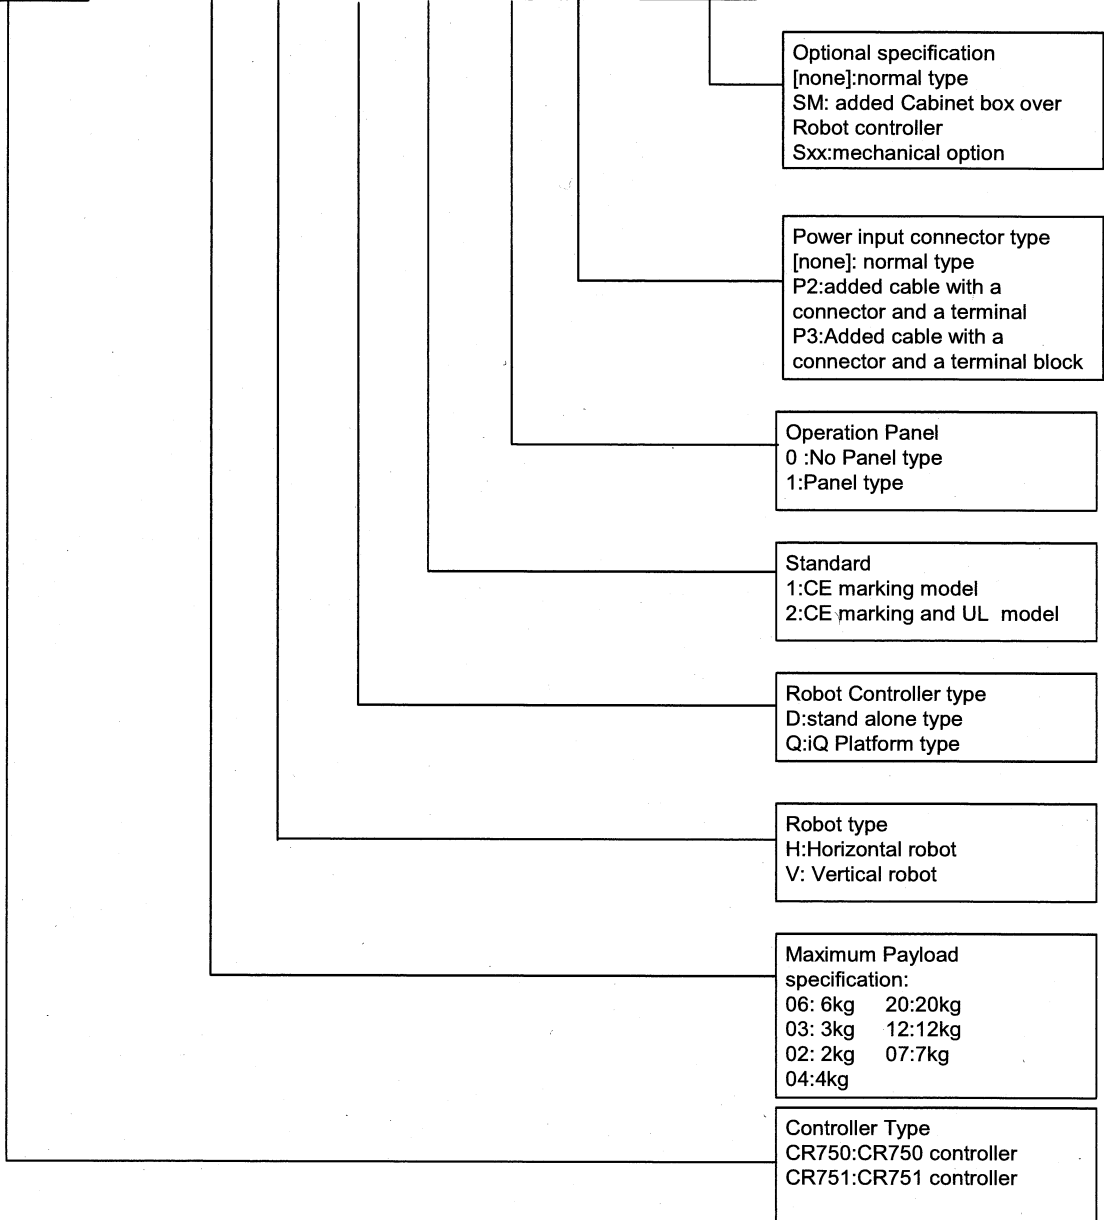 Optional specification
[none]:normal type
SM: added Cabinet box over
Robot controller
Sxx:mechanical option
Power input connector type
[none]: normal type
P2:added cable with a
connector and a terminal
P3:Added cable with a
connector and a terminal block
Operation Panel
0 :No Panel type
1:Panel type
Standard
1:CE marking model
2:CE marking and UL  model
Robot Controller type
D:stand alone type
Q:iQ Platform type
Robot type
H:Horizontal robot
V: Vertical robot
Maximum Payload
specification:
06: 6kg     20:20kg
03: 3kg     12:12kg
02: 2kg     07:7kg
04:4kg
Controller Type
CR750:CR750 controller
CR751:CR751 controller